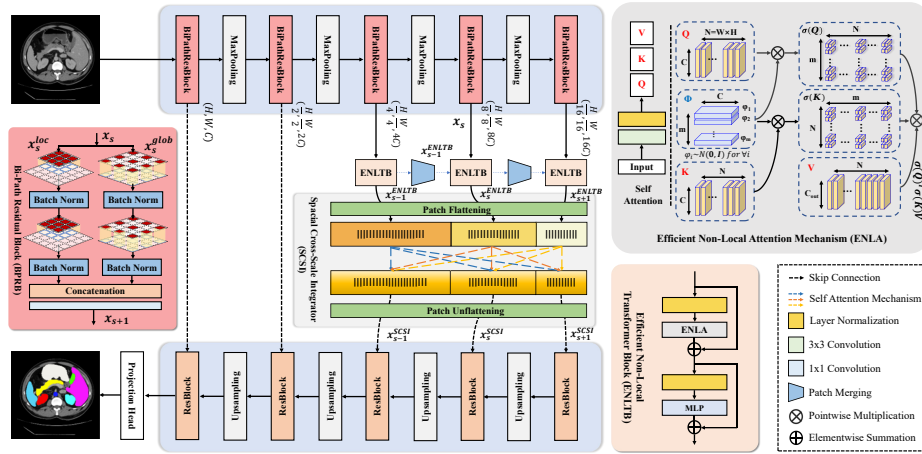 BiPathResBlock
MaxPooling
BiPathResBlock
MaxPooling
BiPathResBlock
MaxPooling
BiPathResBlock
MaxPooling
BiPathResBlock
(H, W, C)
(H/2, W/2, 2C)
(H/4, W/4, 4C)
x_s
(H/8, W/8, 8C)
(H/16, W/16, 16C)
x_s
x_s^loc
x_s^glob
Batch Norm
Batch Norm
Batch Norm
Batch Norm
Concatenation
x_{s+1}
Bi-Path Residual Block (BPRB)
x_{s-1}^{ENLTB}
ENLTB
ENLTB
ENLTB
x_{s-1}^{ENLTB}
x_s^{ENLTB}
x_{s+1}^{ENLTB}
Patch Flattening
Patch Unflattening
Spacial Cross-Scale
Integrator
(SCSI)
x_{s-1}^{SCSI}
x_s^{SCSI}
x_{s+1}^{SCSI}
Projection Head
ResBlock
Upsampling
ResBlock
Upsampling
ResBlock
Upsampling
ResBlock
Upsampling
ResBlock
V
K
Q
Input
Self
Attention
Q
N=W×H
C
Φ
C
m
φ₁
φ₂
φₘ
φᵢ~N(0, I) for ∀i
K
N
C
σ(Q)
N
m
σ(K)
m
N
V
N
C_out
σ(Q)σ(K)V
Efficient Non-Local Attention Mechanism (ENLA)
Efficient Non-Local
Transformer Block (ENLTB)
ENLA
MLP
Skip Connection
Self Attention Mechanism
Layer Normalization
3x3 Convolution
1x1 Convolution
Patch Merging
Pointwise Multiplication
Elementwise Summation